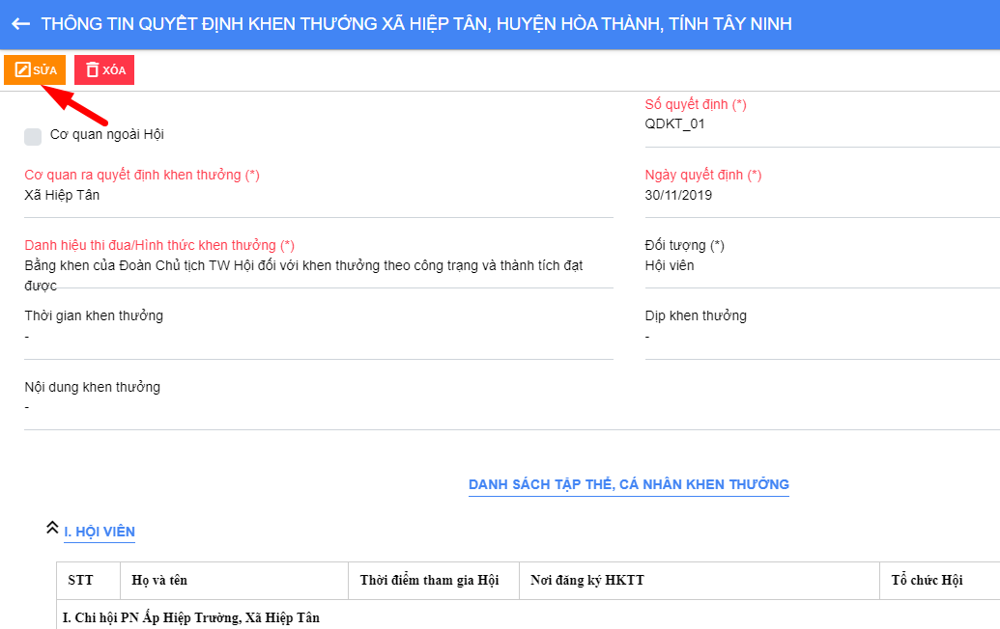 THÔNG TIN QUYẾT ĐỊNH KHEN THƯỞNG XÃ HIỆP TÂN, HUYỆN HÒA THÀNH, TỈNH TÂY NINH
SỬA XÓA
Số quyết định (*)
QDKT_01
Cơ quan ngoài Hội
Cơ quan ra quyết định khen thưởng (*)
Xã Hiệp Tân
Ngày quyết định (*)
30/11/2019
Danh hiệu thi đua/Hình thức khen thưởng (*)
Bằng khen của Đoàn Chủ tịch TW Hội đối với khen thưởng theo công trạng và thành tích đạt
được
Đối tượng (*)
Hội viên
Thời gian khen thưởng
-
Dịp khen thưởng
-
Nội dung khen thưởng
-
DANH SÁCH TẬP THỂ, CÁ NHÂN KHEN THƯỞNG
I. HỘI VIÊN
STT Họ và tên Thời điểm tham gia Hội Nơi đăng ký HKTT Tổ chức Hội
I. Chi hội PN Ấp Hiệp Trường, Xã Hiệp Tân